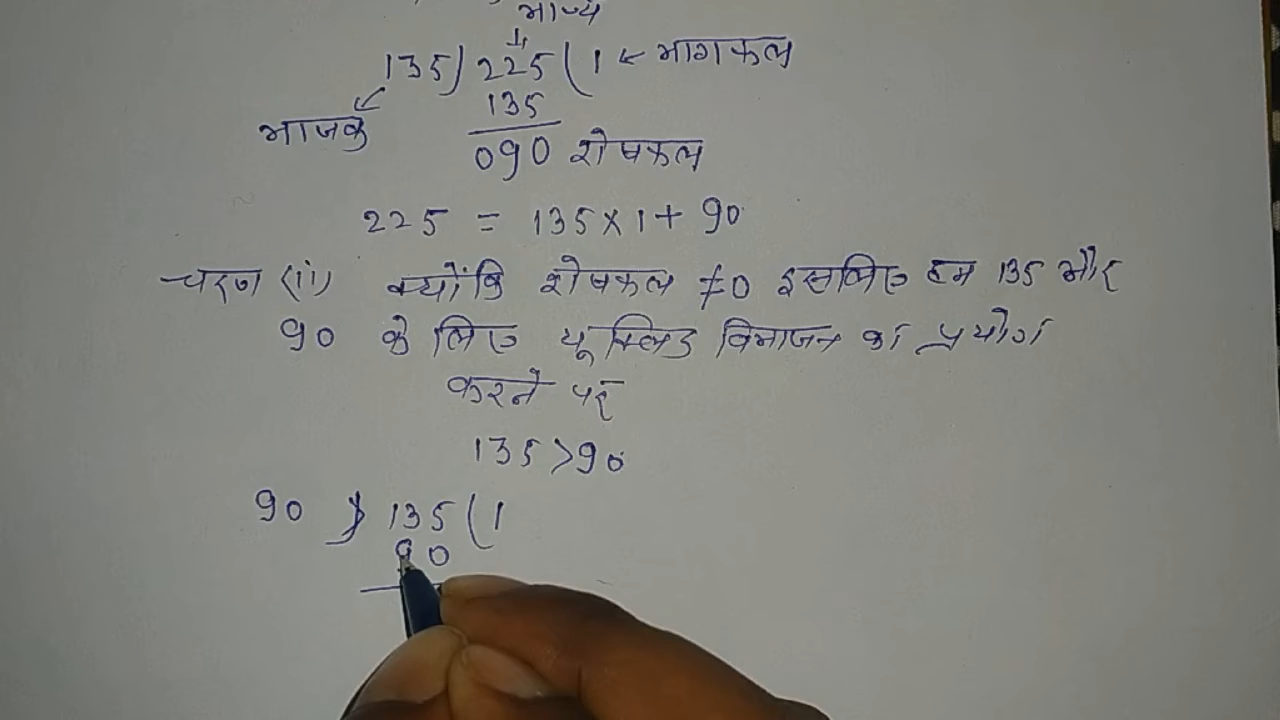 भाज्य
135) 225 (1 ← भागफल
भाजक 135
090 शेषफल
225 = 135 × 1 + 90
चरण (ii) क्योंकि शेषफल ≠0 इसलिए हम 135 और
90 के लिए यूक्लिड विभाजन का प्रयोग
करने पर
135 > 90
90 ) 135 ( 1
90